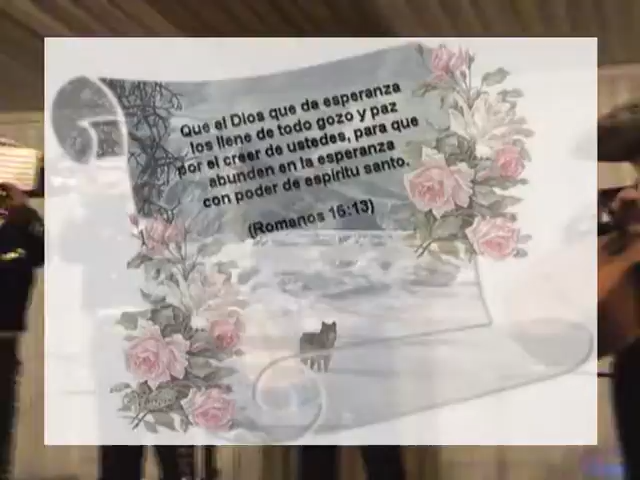 Que el Dios que da esperanza
los llene de todo gozo y paz
por el creer de ustedes, para que
abunden en la esperanza
con poder de espiritu santo.
(Romanos 15:13)